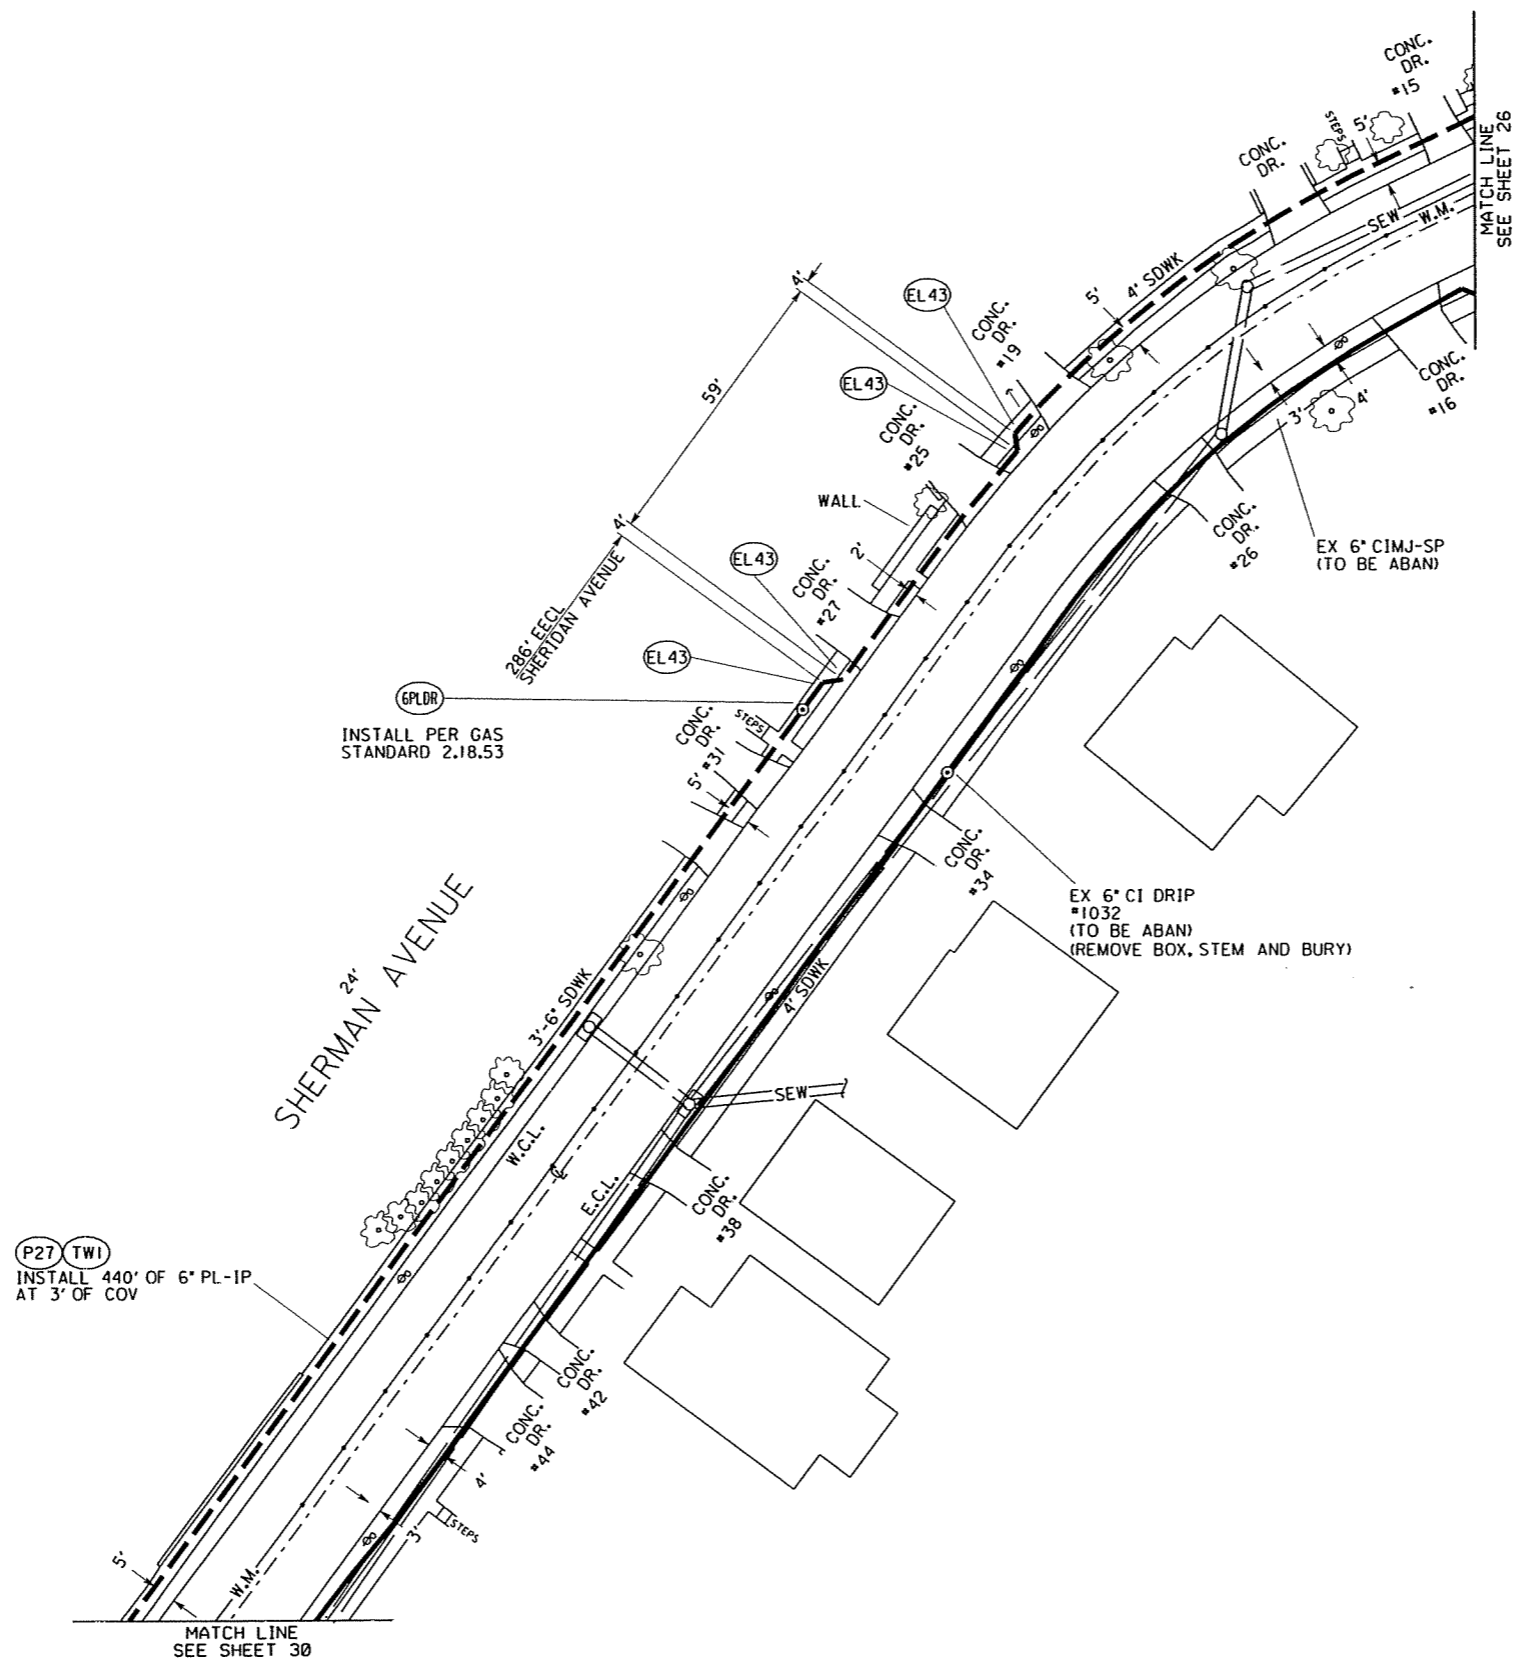 CONC.
DR.
#15
STEPS
5'
CONC.
DR.
MATCH LINE
SEE SHEET 26
SEW
W.M.
4' SDWK
5'
4'
EL43
CONC.
DR.
#19
59'
EL43
CONC.
DR.
#25
CONC.
DR.
#16
4'
3'
WALL
2'
CONC.
DR.
#26
EX 6" CIMJ-SP
(TO BE ABAN)
4'
286' EECL
SHERIDAN AVENUE
EL43
CONC.
DR.
#27
EL43
6PLDR
INSTALL PER GAS
STANDARD 2.18.53
STEPS
CONC.
DR.
#31
5'
CONC.
DR.
#34
EX 6" CI DRIP
#1032
(TO BE ABAN)
(REMOVE BOX, STEM AND BURY)
24'
SHERMAN AVENUE
3'-6" SDWK
4' SDWK
SEW
W.C.L.
℄
E.C.L.
CONC.
DR.
#38
P27 TW1
INSTALL 440' OF 6" PL-IP
AT 3' OF COV
CONC.
DR.
#42
CONC.
DR.
#44
4'
3'
STEPS
5'
W.M.
MATCH LINE
SEE SHEET 30